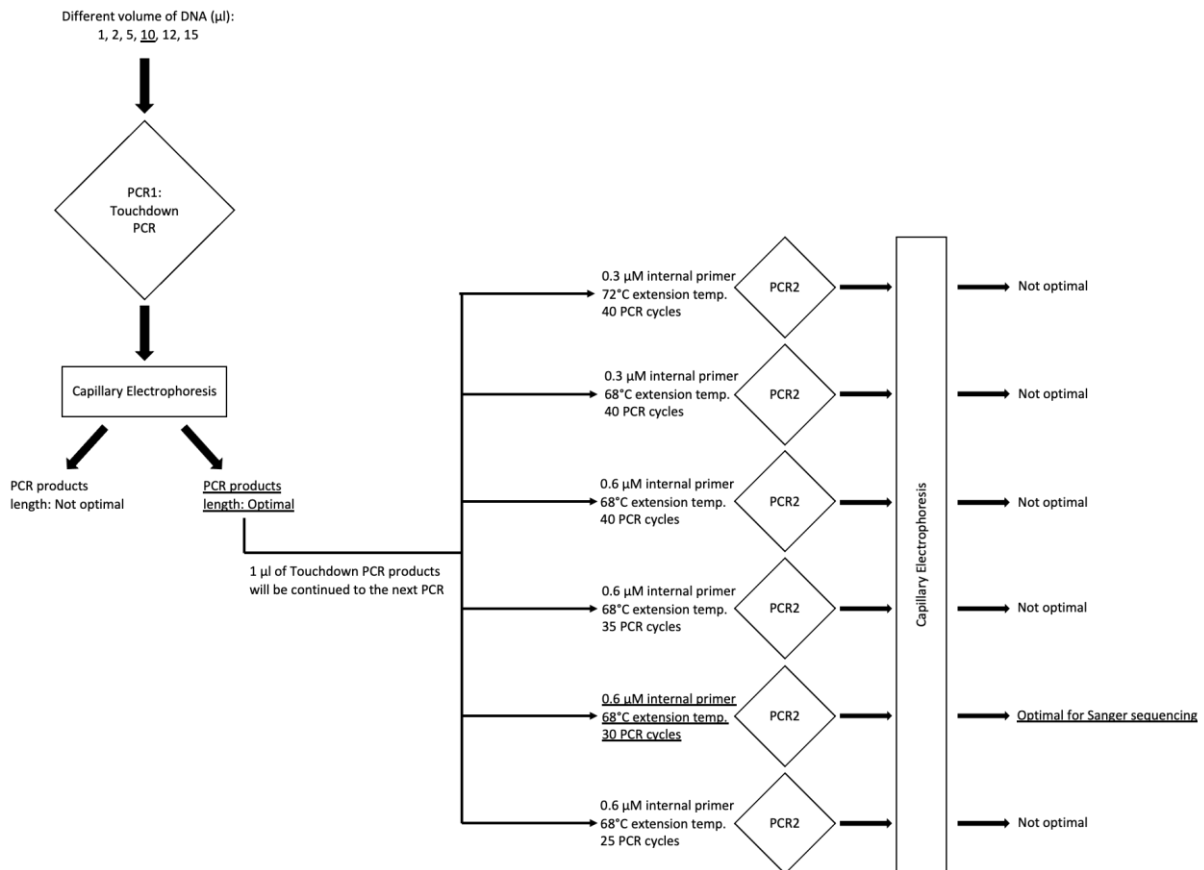 Different volume of DNA (µl):
1, 2, 5, 10, 12, 15
PCR1:
Touchdown
PCR
Capillary Electrophoresis
PCR products
length: Not optimal
PCR products
length: Optimal
1 µl of Touchdown PCR products
will be continued to the next PCR
0.3 µM internal primer
72°C extension temp.
40 PCR cycles
PCR2
Not optimal
0.3 µM internal primer
68°C extension temp.
40 PCR cycles
PCR2
Not optimal
0.6 µM internal primer
68°C extension temp.
40 PCR cycles
PCR2
Not optimal
0.6 µM internal primer
68°C extension temp.
35 PCR cycles
PCR2
Not optimal
0.6 µM internal primer
68°C extension temp.
30 PCR cycles
PCR2
Optimal for Sanger sequencing
0.6 µM internal primer
68°C extension temp.
25 PCR cycles
PCR2
Not optimal
Capillary Electrophoresis